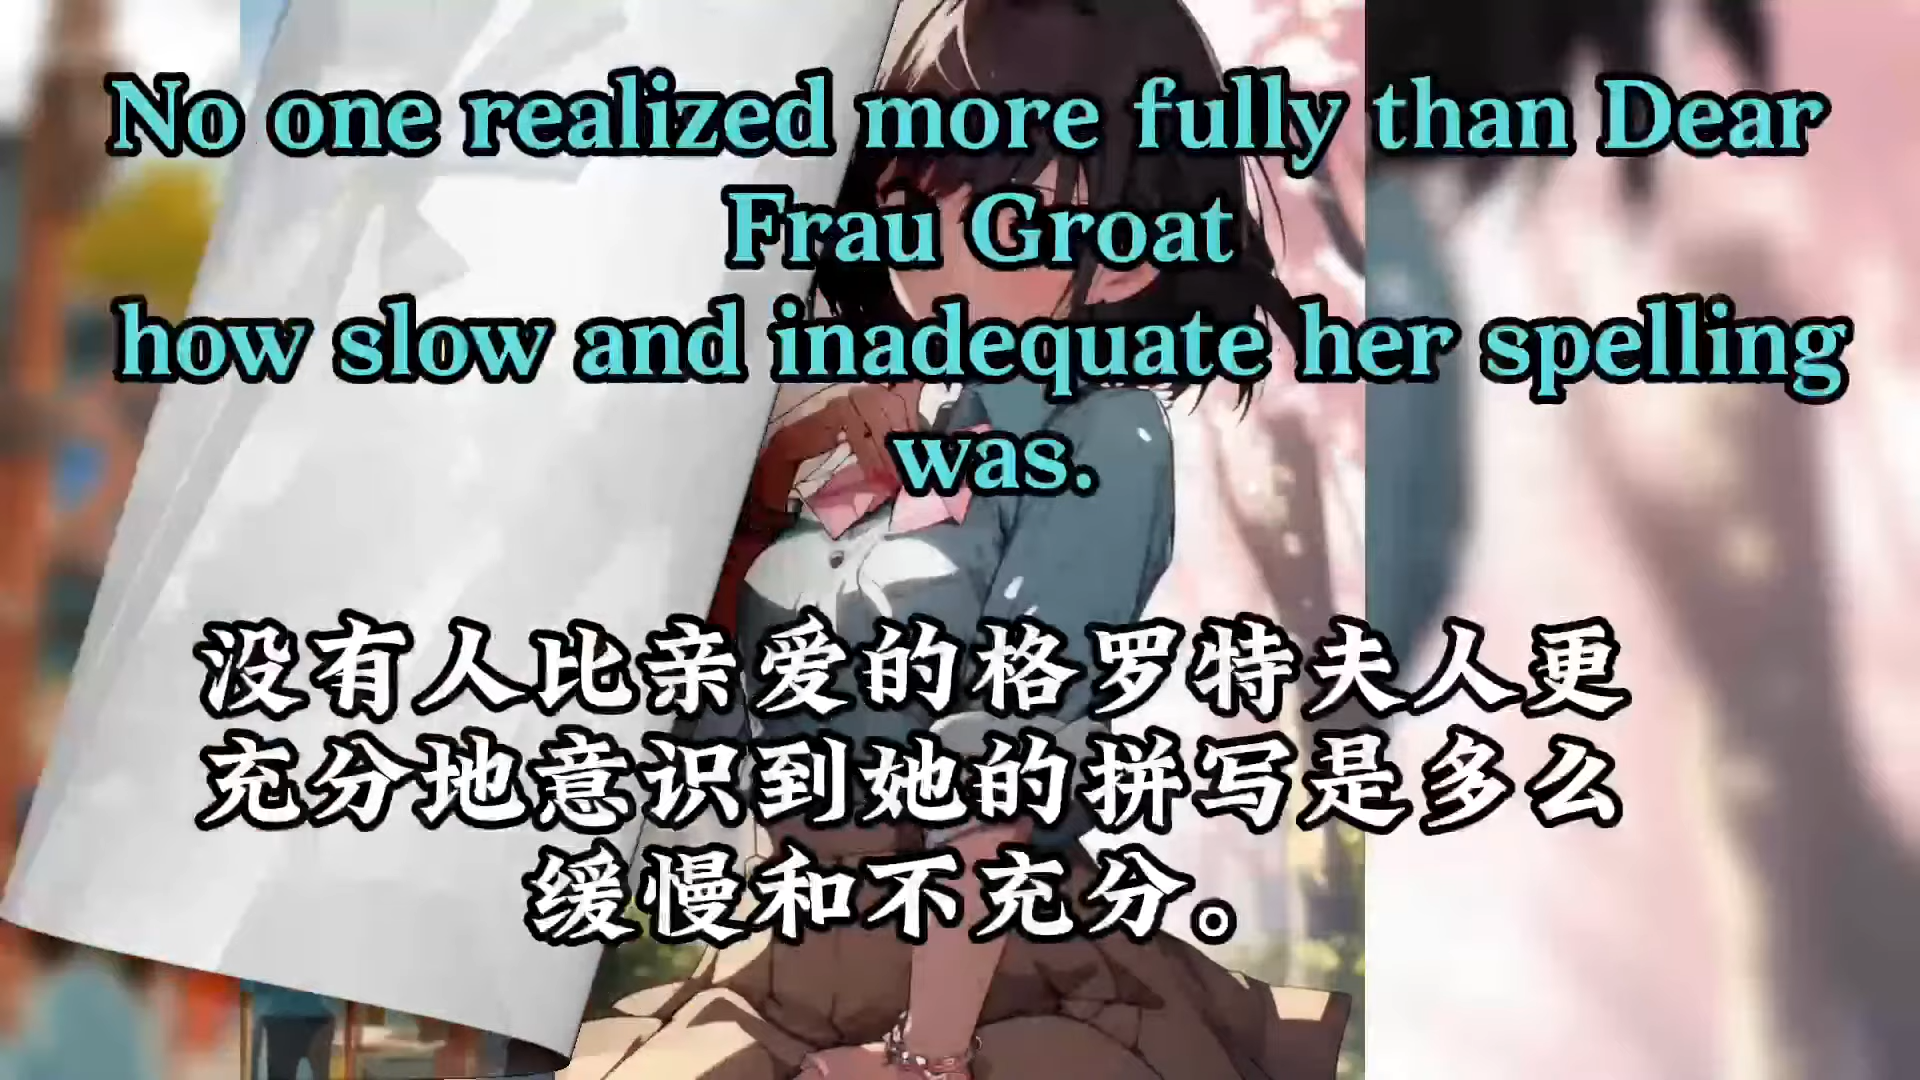 No one realized more fully than Dear
Frau Groat
how slow and inadequate her spelling
was.
没有人比亲爱的格罗特夫人更
充分地意识到她的拼写是多么
缓慢和不充分。